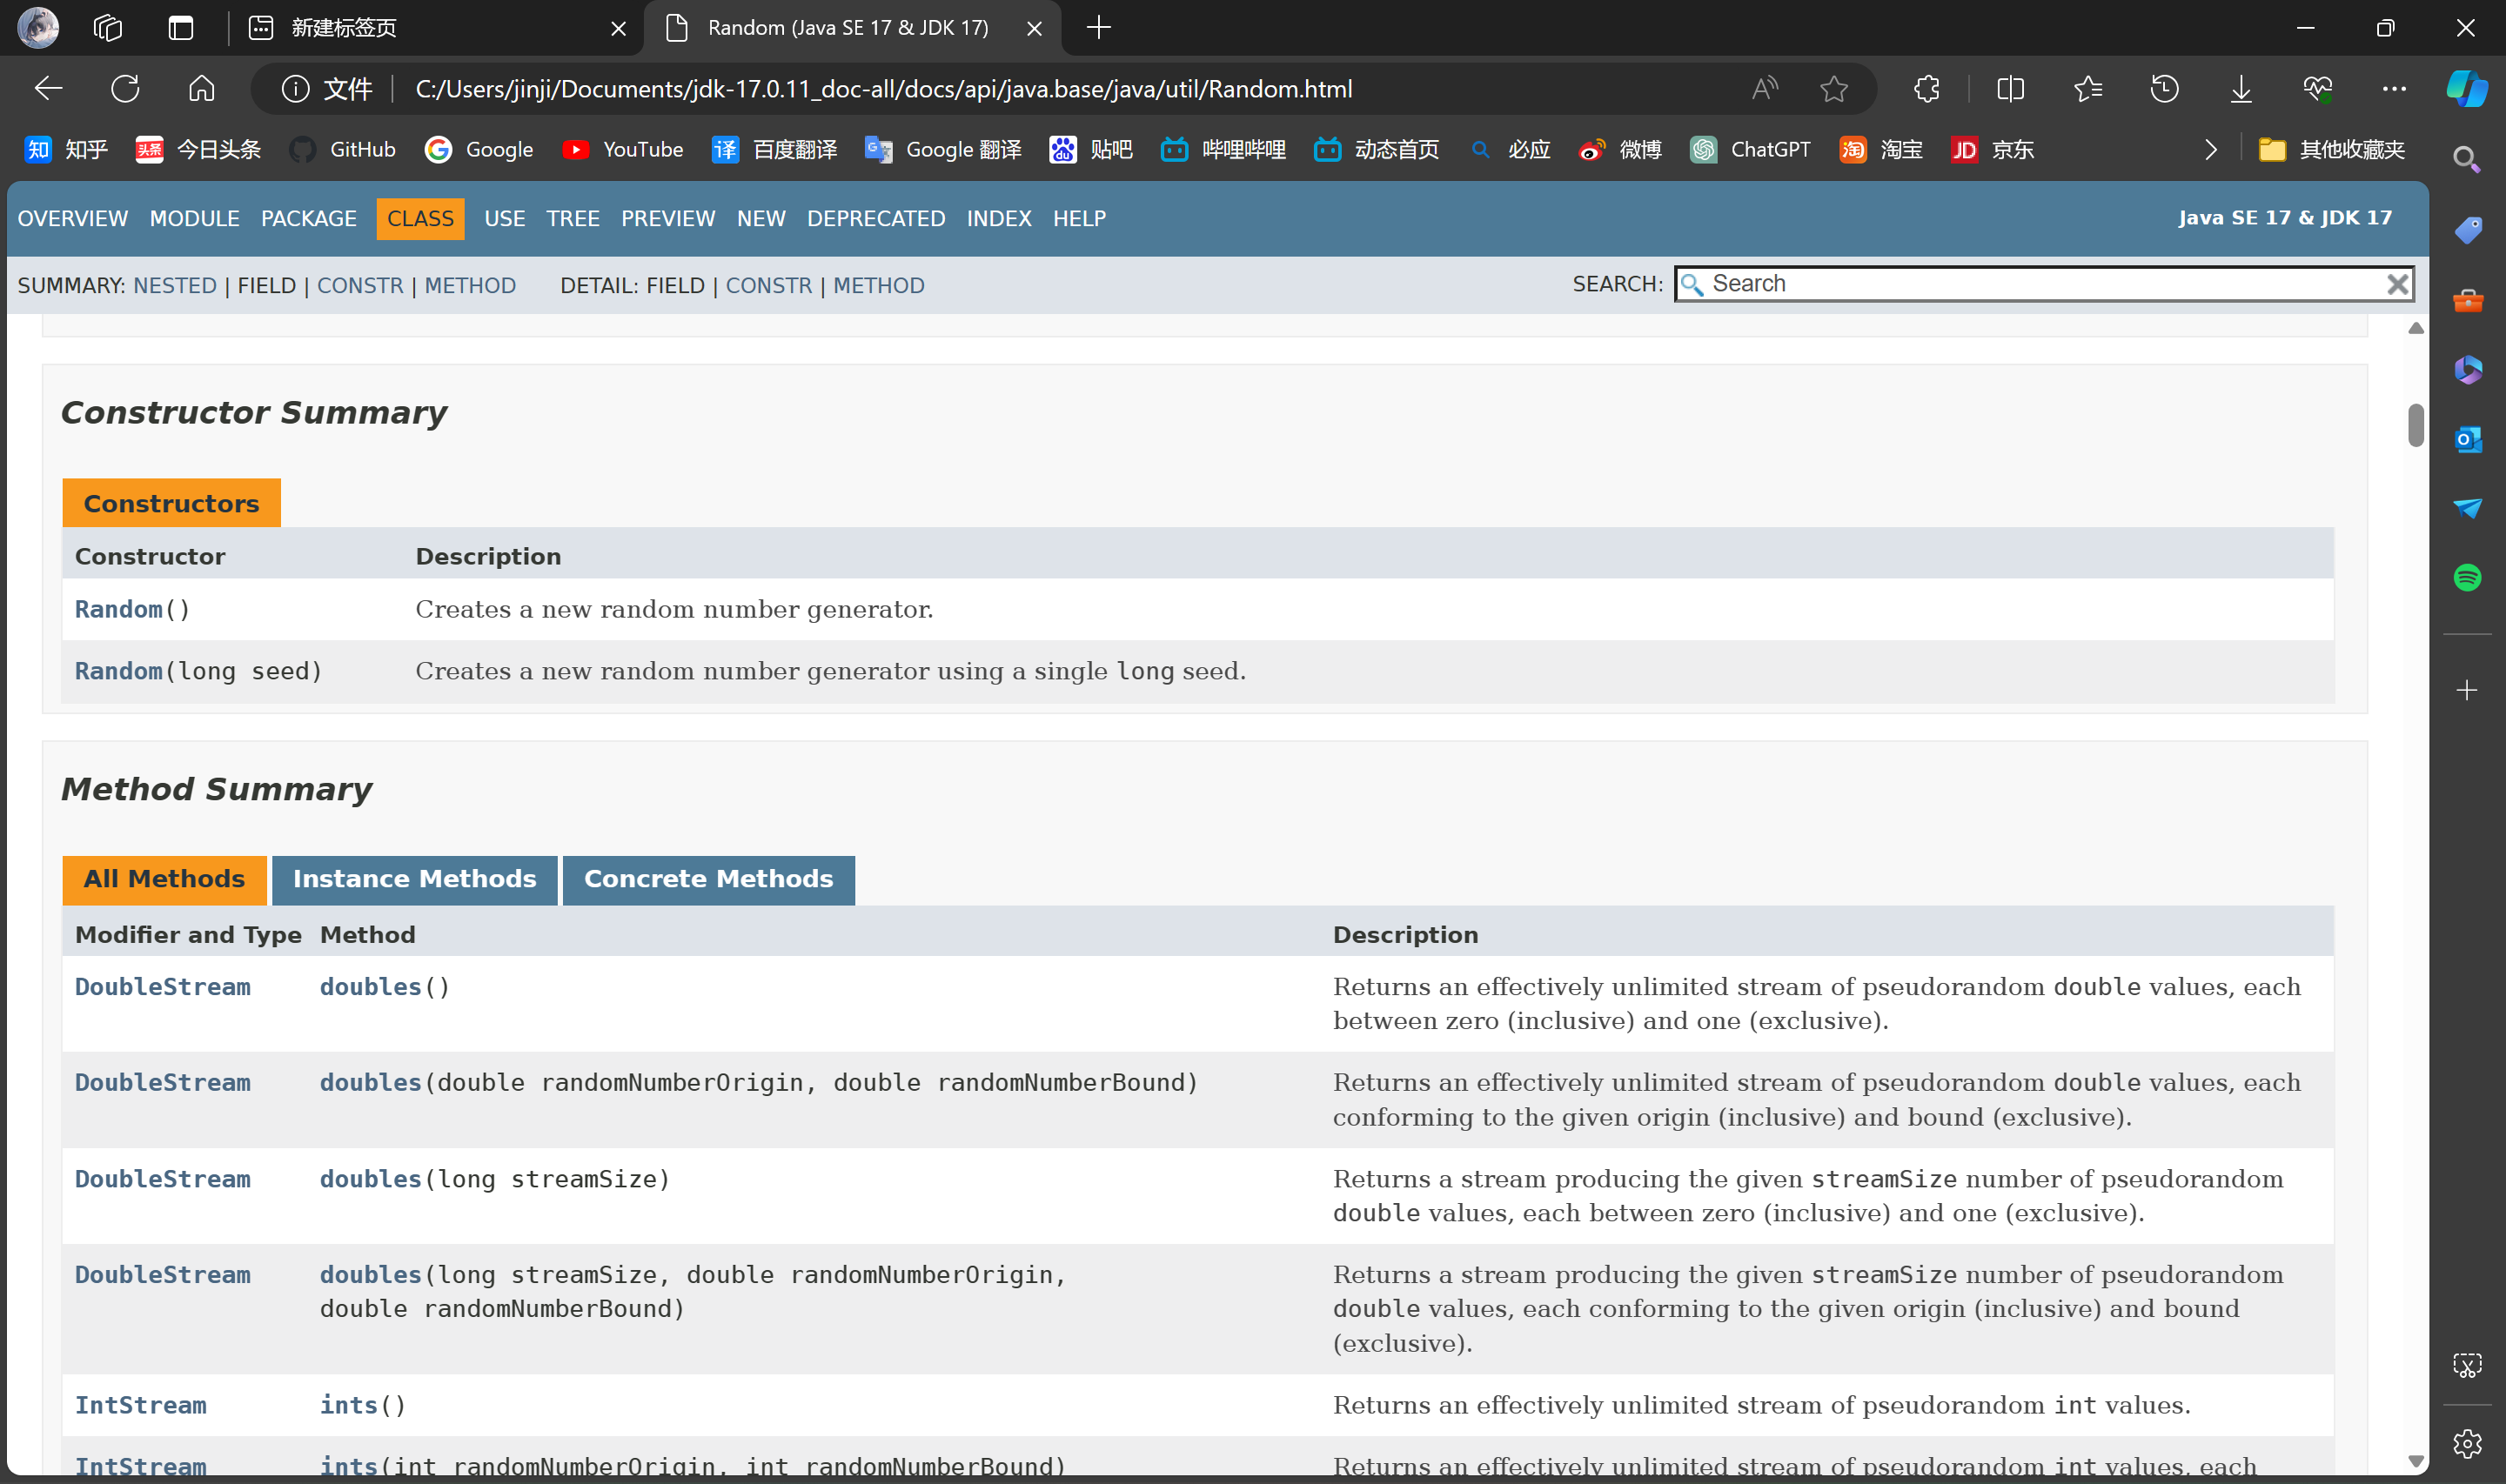 新建标签页
Random (Java SE 17 & JDK 17)
文件 C:/Users/jinji/Documents/jdk-17.0.11_doc-all/docs/api/java.base/java/util/Random.html
知乎 今日头条 GitHub Google YouTube 百度翻译 Google 翻译 贴吧 哔哩哔哩 动态首页 必应 微博 ChatGPT 淘宝 京东 其他收藏夹
OVERVIEW MODULE PACKAGE CLASS USE TREE PREVIEW NEW DEPRECATED INDEX HELP Java SE 17 & JDK 17
SUMMARY: NESTED | FIELD | CONSTR | METHOD DETAIL: FIELD | CONSTR | METHOD SEARCH: Search
Constructor Summary
Constructors
Constructor Description
Random() Creates a new random number generator.
Random(long seed) Creates a new random number generator using a single long seed.
Method Summary
All Methods Instance Methods Concrete Methods
Modifier and Type Method Description
DoubleStream doubles() Returns an effectively unlimited stream of pseudorandom double values, each
between zero (inclusive) and one (exclusive).
DoubleStream doubles(double randomNumberOrigin, double randomNumberBound) Returns an effectively unlimited stream of pseudorandom double values, each
conforming to the given origin (inclusive) and bound (exclusive).
DoubleStream doubles(long streamSize) Returns a stream producing the given streamSize number of pseudorandom
double values, each between zero (inclusive) and one (exclusive).
DoubleStream doubles(long streamSize, double randomNumberOrigin, Returns a stream producing the given streamSize number of pseudorandom
double randomNumberBound) double values, each conforming to the given origin (inclusive) and bound
(exclusive).
IntStream ints() Returns an effectively unlimited stream of pseudorandom int values.
IntStream ints(int randomNumberOrigin, int randomNumberBound) Returns an effectively unlimited stream of pseudorandom int values, each